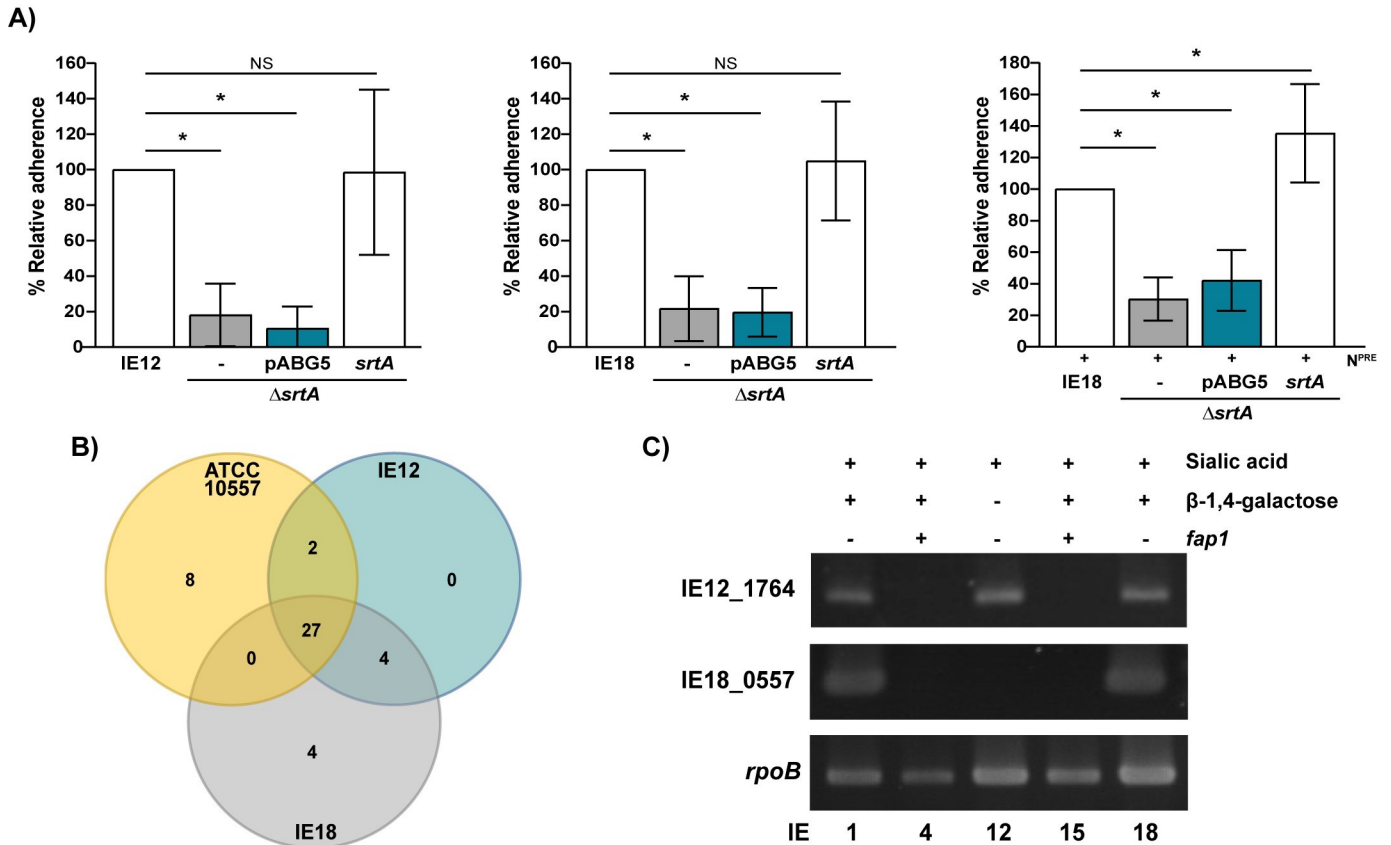 A)
160
140
120
100
80
60
40
20
0
% Relative adherence
NS
*
*
IE12
-
pABG5
srtA
ΔsrtA
160
140
120
100
80
60
40
20
0
% Relative adherence
NS
*
*
IE18
-
pABG5
srtA
ΔsrtA
180
160
140
120
100
80
60
40
20
0
% Relative adherence
*
*
*
+ + + + Nᴾᴿᴱ
IE18
-
pABG5
srtA
ΔsrtA
B)
ATCC
10557
IE12
2
8
0
27
0
4
4
IE18
C)
+ + + + + Sialic acid
+ + - + + β-1,4-galactose
- + - + - fap1
IE12_1764
IE18_0557
rpoB
IE 1 4 12 15 18